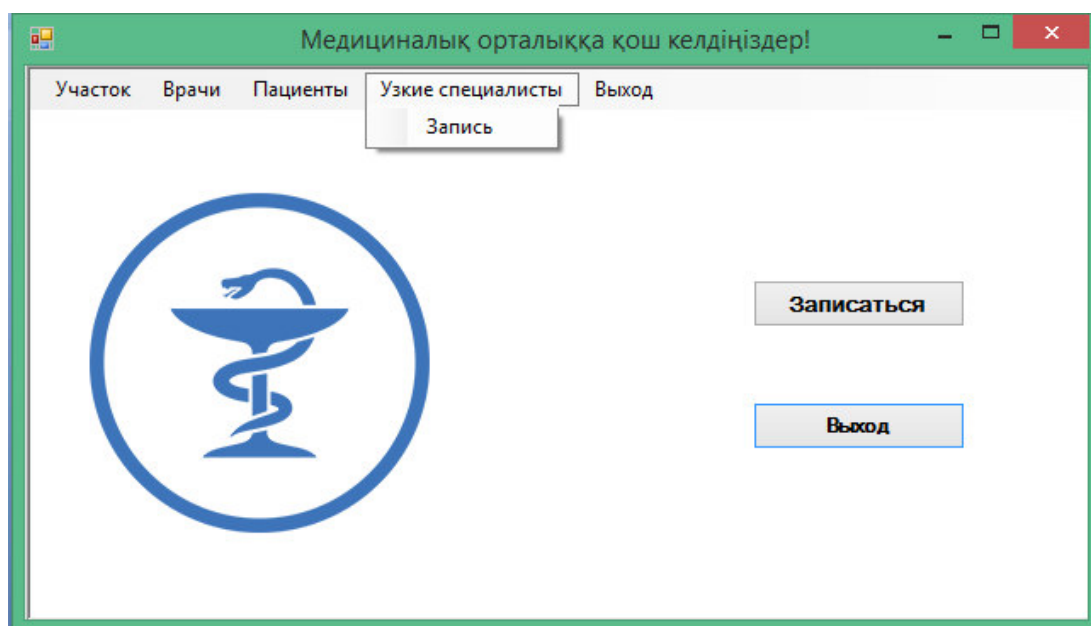 Медициналық орталыққа қош келдіңіздер!
Участок Врачи Пациенты Узкие специалисты Выход
Запись
Записаться
Выход